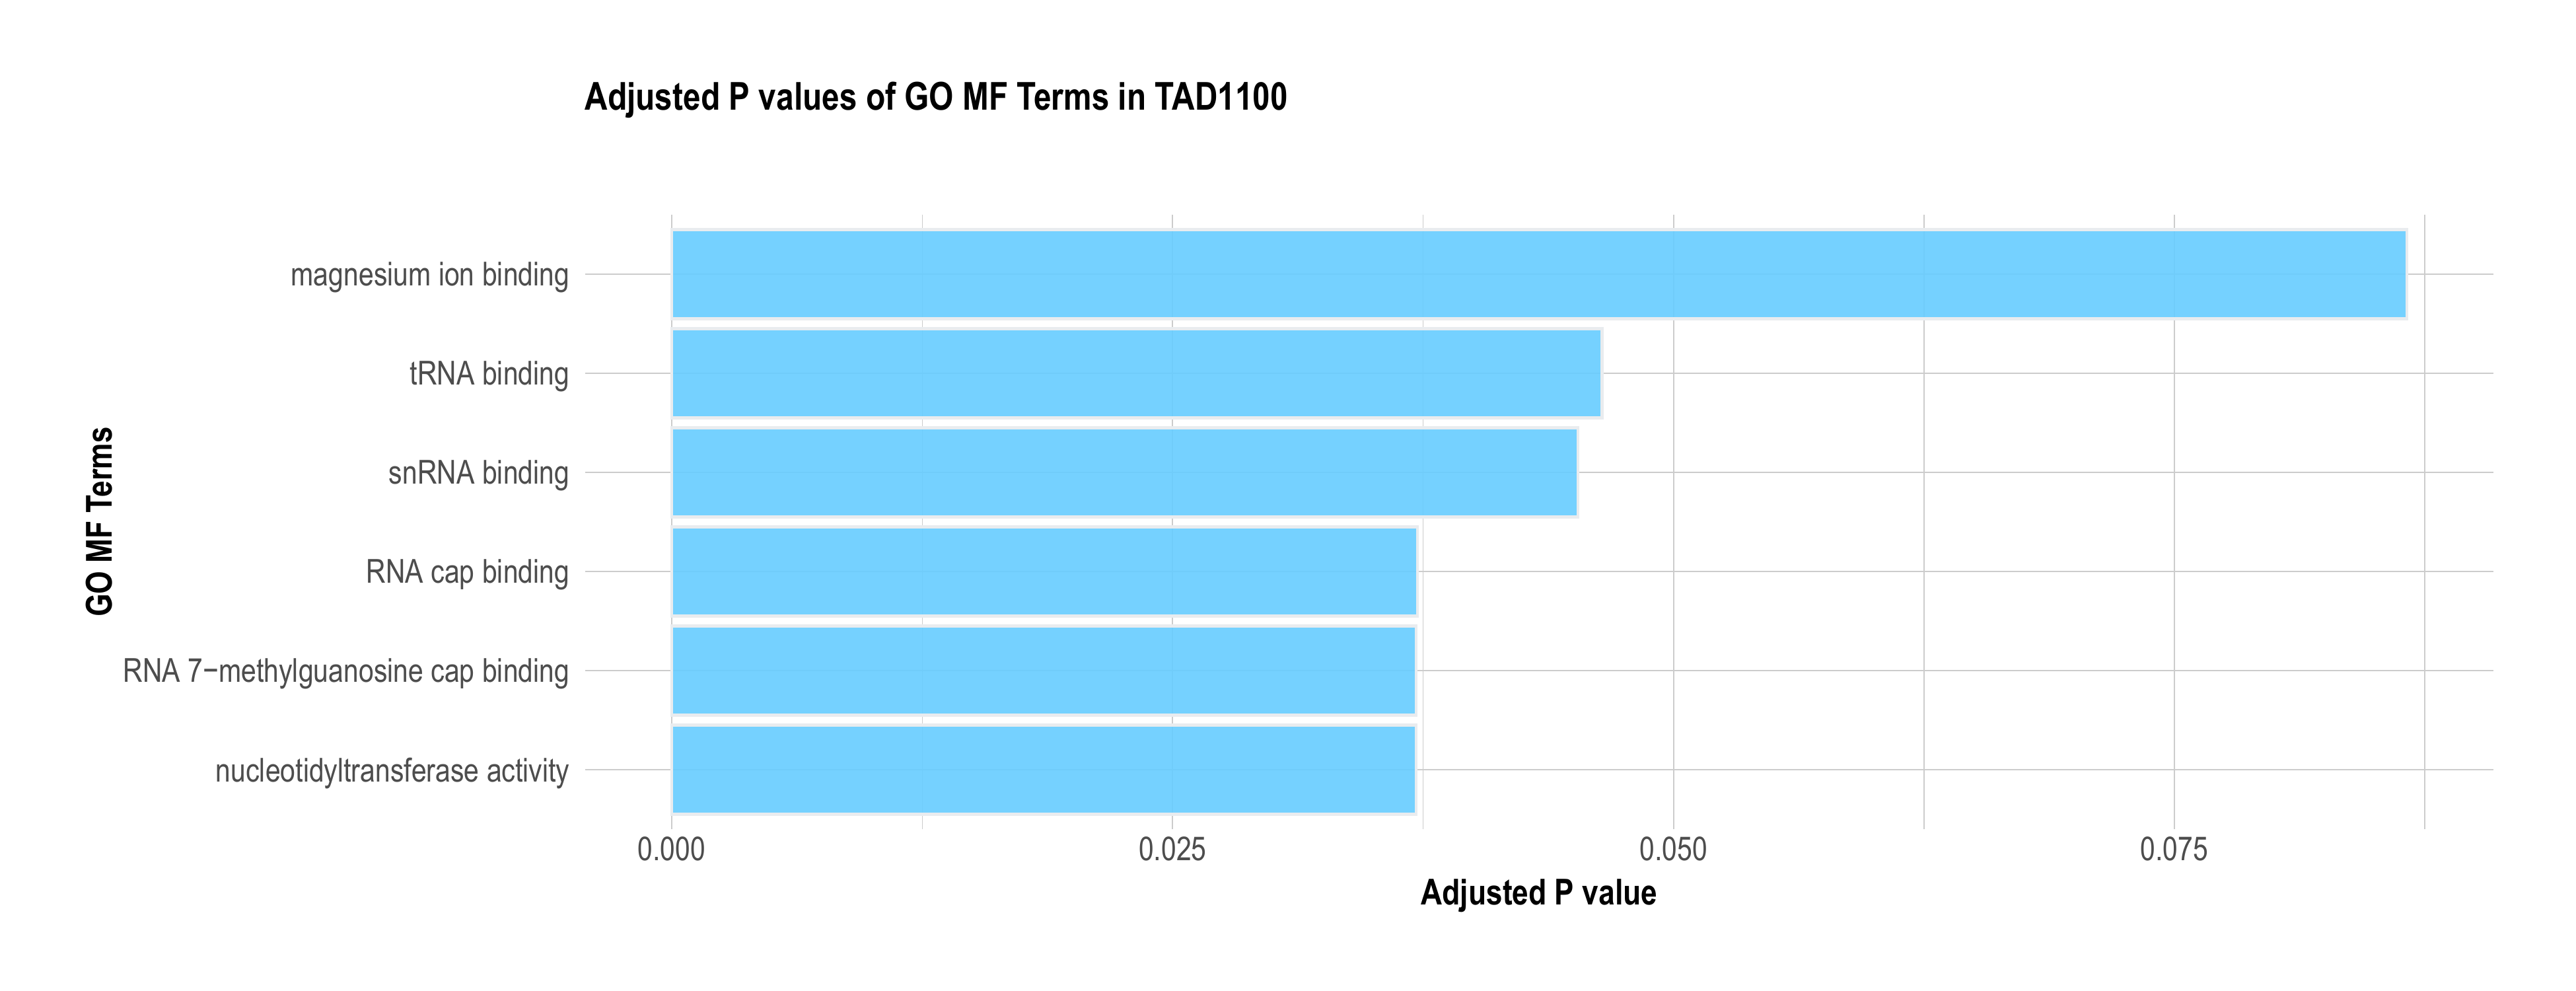 Adjusted P values of GO MF Terms in TAD1100
GO MF Terms
magnesium ion binding
tRNA binding
snRNA binding
RNA cap binding
RNA 7−methylguanosine cap binding
nucleotidyltransferase activity
0.000 0.025 0.050 0.075
Adjusted P value